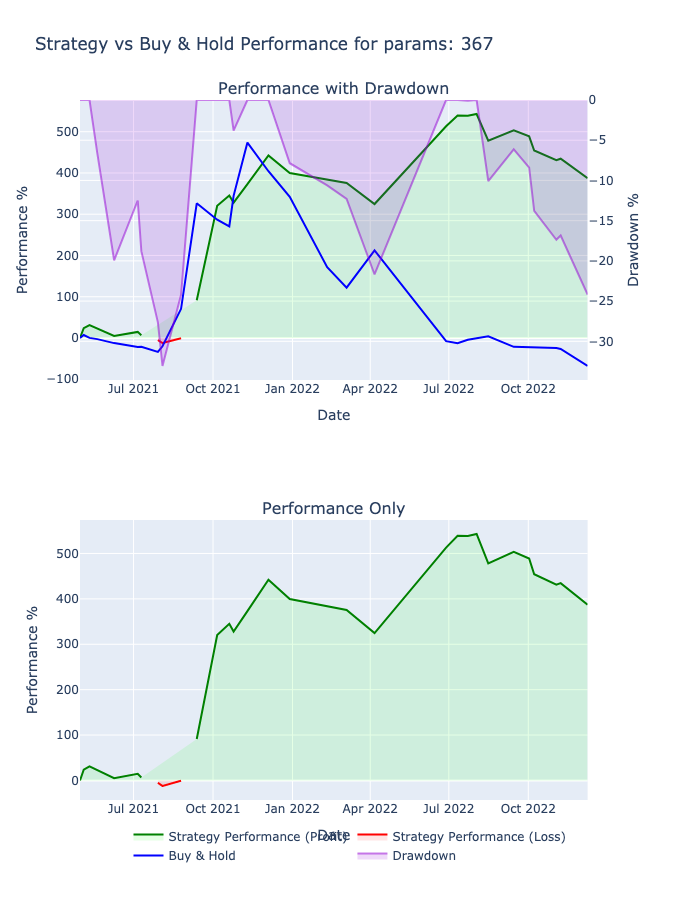 Strategy vs Buy & Hold Performance for params: 367
Performance with Drawdown
500
400
300
200
100
0
−100
0
−5
−10
−15
−20
−25
−30
Performance %
Drawdown %
Jul 2021 Oct 2021 Jan 2022 Apr 2022 Jul 2022 Oct 2022
Date
Performance Only
500
400
300
200
100
0
Performance %
Jul 2021 Oct 2021 Jan 2022 Apr 2022 Jul 2022 Oct 2022
Date
Strategy Performance (Profit) Strategy Performance (Loss)
Buy & Hold Drawdown